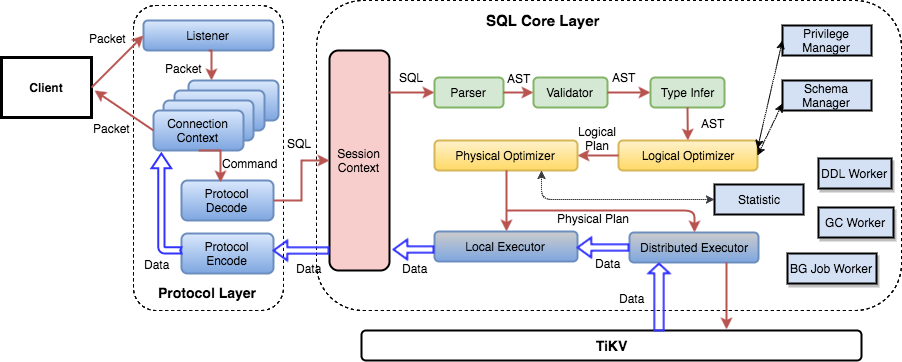 SQL Core Layer
Listener
Packet
Packet
Client
Packet
Connection
Context
Command
Protocol
Decode
SQL
Protocol
Encode
Data
Data
Protocol Layer
Session
Context
SQL
Parser
AST
Validator
AST
Type Infer
AST
Privilege
Manager
Schema
Manager
Physical Optimizer
Logical
Plan
Logical Optimizer
Statistic
DDL Worker
GC Worker
BG Job Worker
Physical Plan
Local Executor
Distributed Executor
Data
Data
Data
TiKV